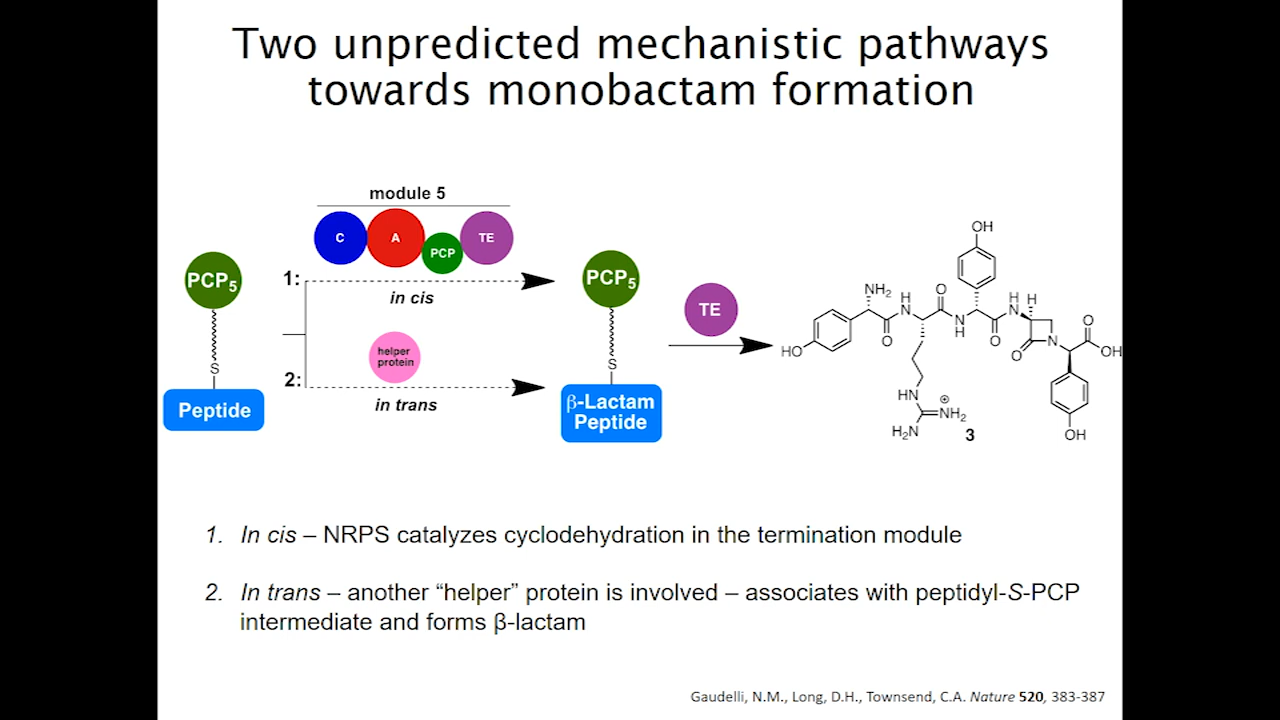 Two unpredicted mechanistic pathways
towards monobactam formation
module 5
C
A
PCP
TE
PCP5
1:
in cis
helper
protein
2:
in trans
S
Peptide
PCP5
S
β-Lactam
Peptide
TE
OH
NH2
H
N
O
H
N
H
O
N
H
O
HO
O
N
O
OH
HN
⊕
NH2
H2N
3
OH
1. In cis – NRPS catalyzes cyclodehydration in the termination module
2. In trans – another “helper” protein is involved – associates with peptidyl-S-PCP
intermediate and forms β-lactam
Gaudelli, N.M., Long, D.H., Townsend, C.A. Nature 520, 383-387